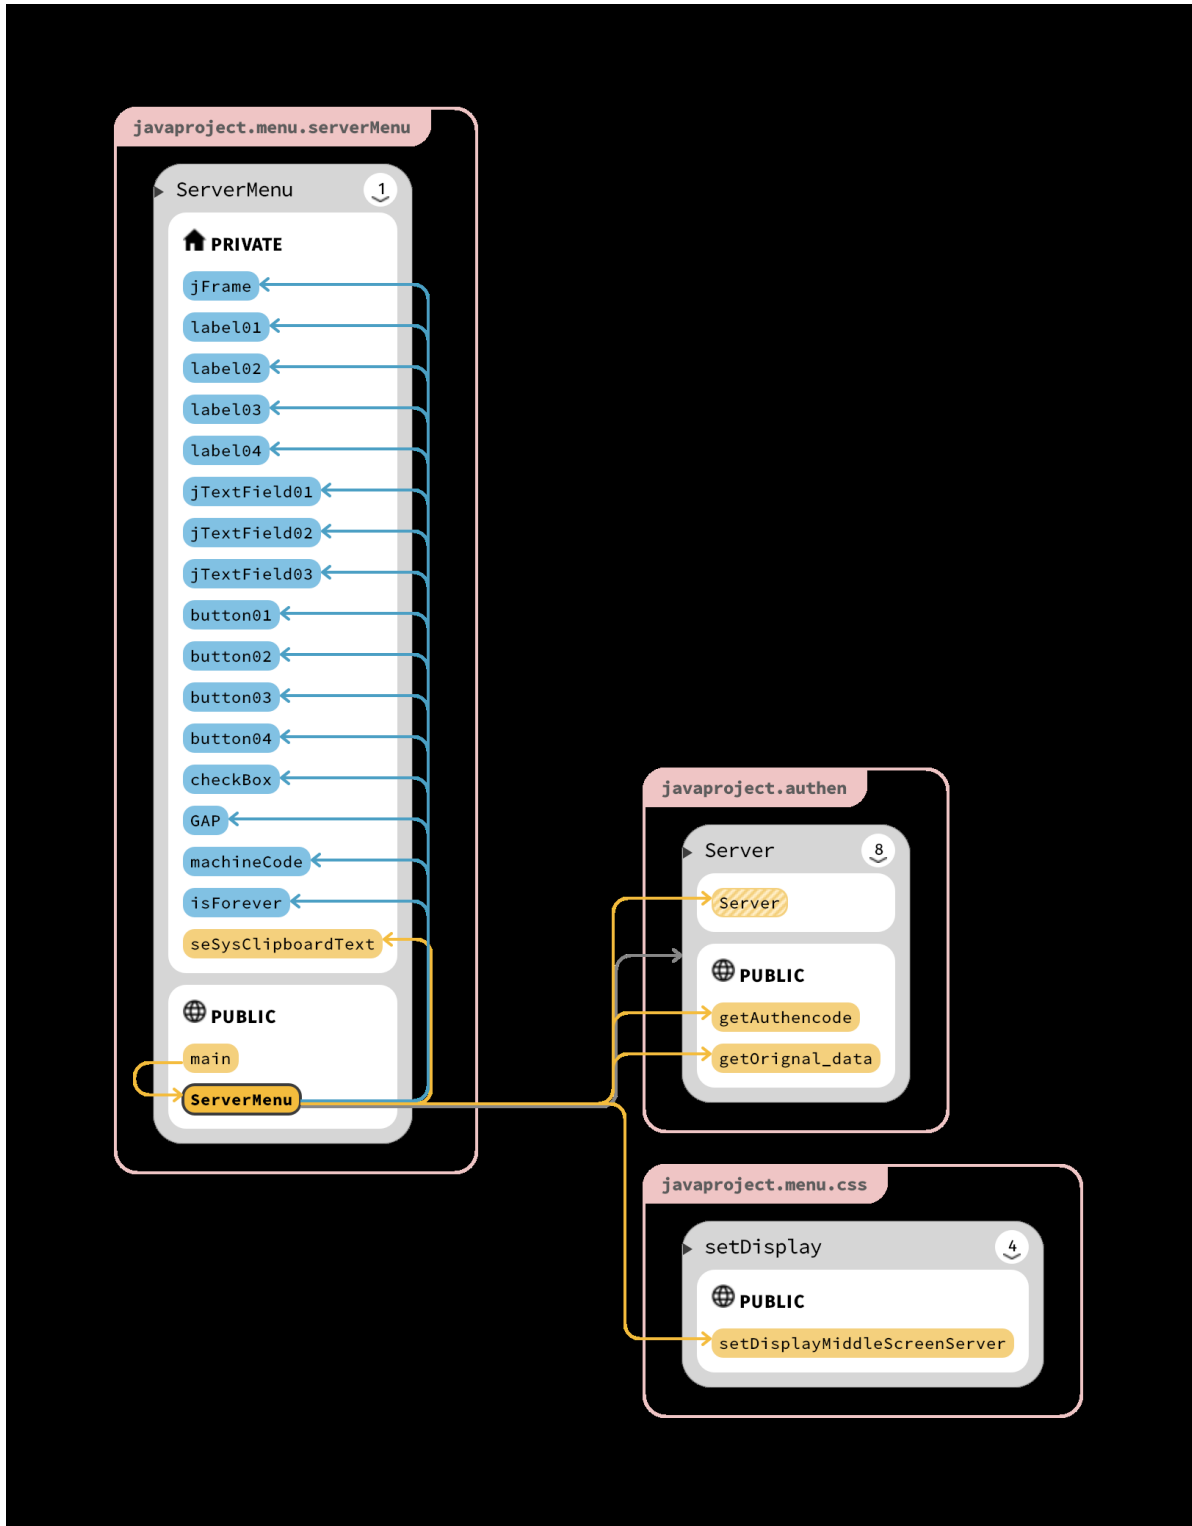 javaproject.menu.serverMenu
ServerMenu
1
PRIVATE
jFrame
label01
label02
label03
label04
jTextField01
jTextField02
jTextField03
button01
button02
button03
button04
checkBox
GAP
machineCode
isForever
seSysClipboardText
PUBLIC
main
ServerMenu
javaproject.authen
Server
8
Server
PUBLIC
getAuthencode
getOrignal_data
javaproject.menu.css
setDisplay
4
PUBLIC
setDisplayMiddleScreenServer